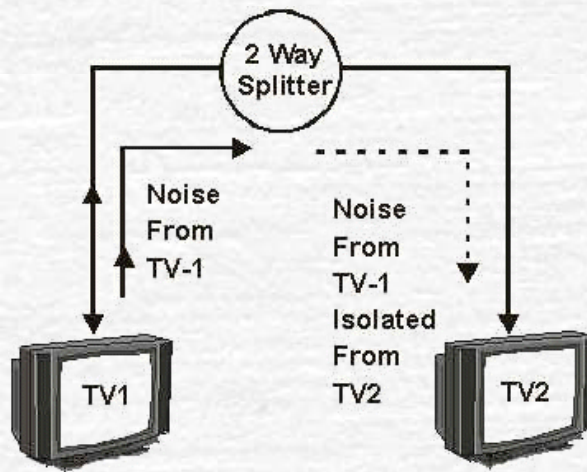 2 Way
Splitter
Noise
From
TV-1
Noise
From
TV-1
Isolated
From
TV2
TV1
TV2